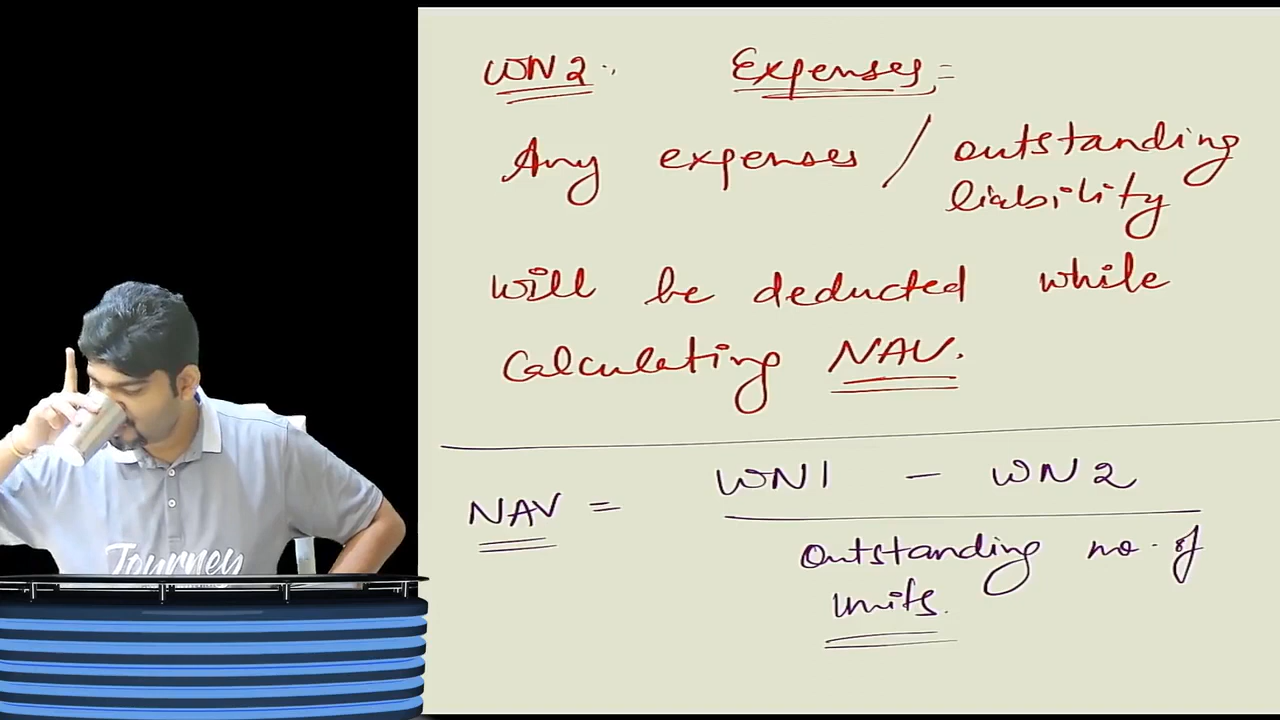 WN2: Expenses:
Any expenses / outstanding
liability
will be deducted while
Calculating NAV.
NAV = WN1 - WN2
Outstanding no. of
units.
Journey